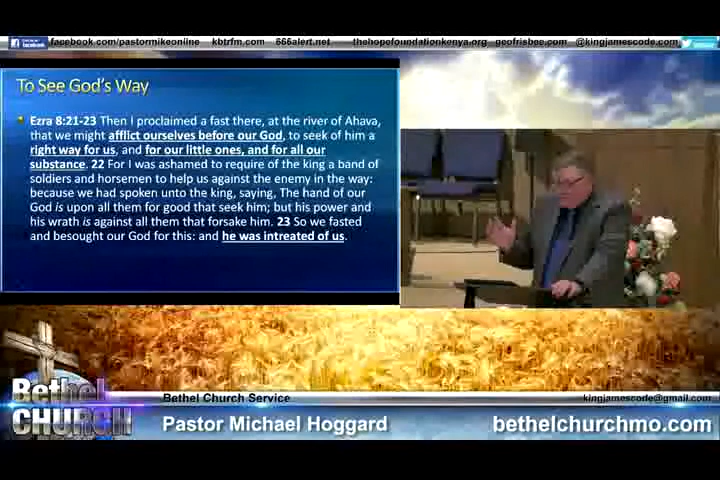 facebook.com/pastormikeonline kbtrfm.com 666alert.net thehopefoundationkenya.org geofrisbee.com @kingjamescode.com
facebook
To See God's Way
Ezra 8:21-23 Then I proclaimed a fast there, at the river of Ahava,
that we might afflict ourselves before our God, to seek of him a
right way for us, and for our little ones, and for all our
substance. 22 For I was ashamed to require of the king a band of
soldiers and horsemen to help us against the enemy in the way:
because we had spoken unto the king, saying, The hand of our
God is upon all them for good that seek him; but his power and
his wrath is against all them that forsake him. 23 So we fasted
and besought our God for this: and he was intreated of us.
Bethel
CHURCH
Bethel Church Service kingjamescode@gmail.com
Pastor Michael Hoggard bethelchurchmo.com